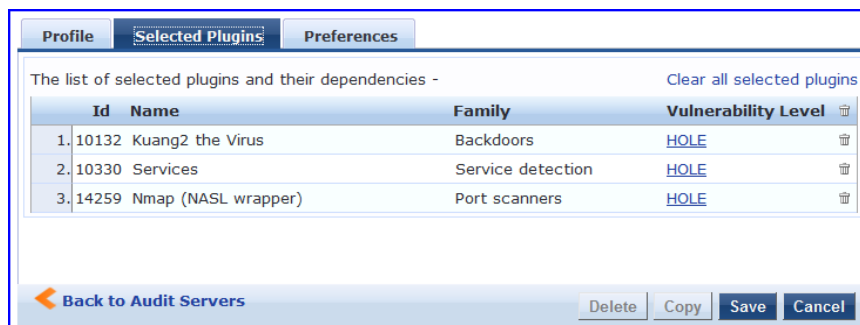 Profile Selected Plugins Preferences
The list of selected plugins and their dependencies - Clear all selected plugins
Id Name Family Vulnerability Level
1. 10132 Kuang2 the Virus Backdoors HOLE
2. 10330 Services Service detection HOLE
3. 14259 Nmap (NASL wrapper) Port scanners HOLE
Back to Audit Servers Delete Copy Save Cancel